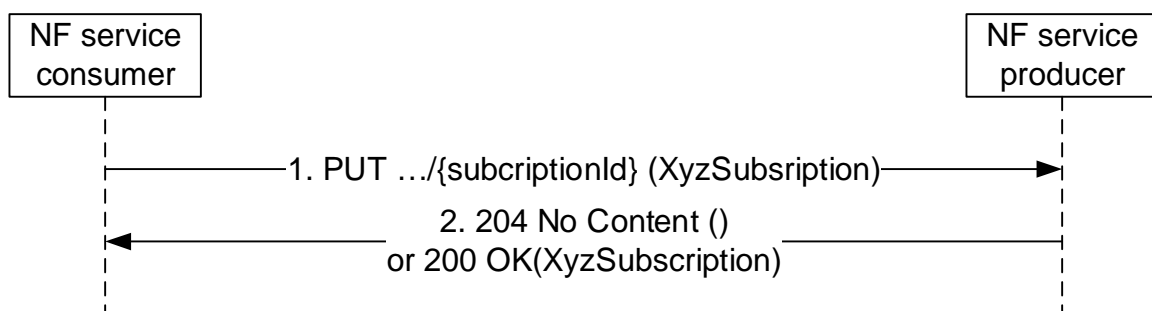 NF service
consumer
NF service
producer
1. PUT …/{subcriptionId} (XyzSubsription)
2. 204 No Content ()
or 200 OK(XyzSubscription)